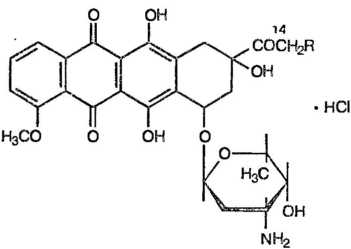 O OH 14
COCH₂R
OH
· HCl
H₃CO O OH O
O
H₃C
OH
NH₂